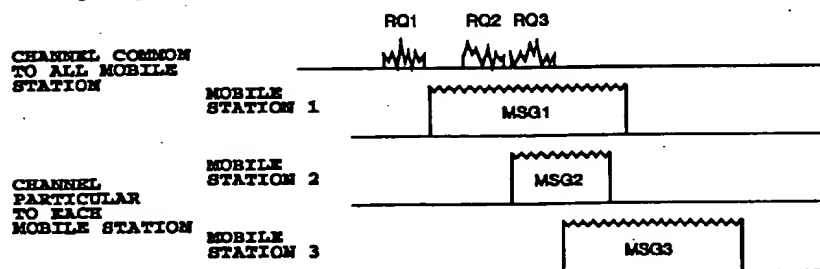 RQ1 RQ2 RQ3
CHANNEL COMMON
TO ALL MOBILE
STATION
MOBILE
STATION 1
MSG1
MOBILE
STATION 2
MSG2
CHANNEL
PARTICULAR
TO EACH
MOBILE STATION
MOBILE
STATION 3
MSG3